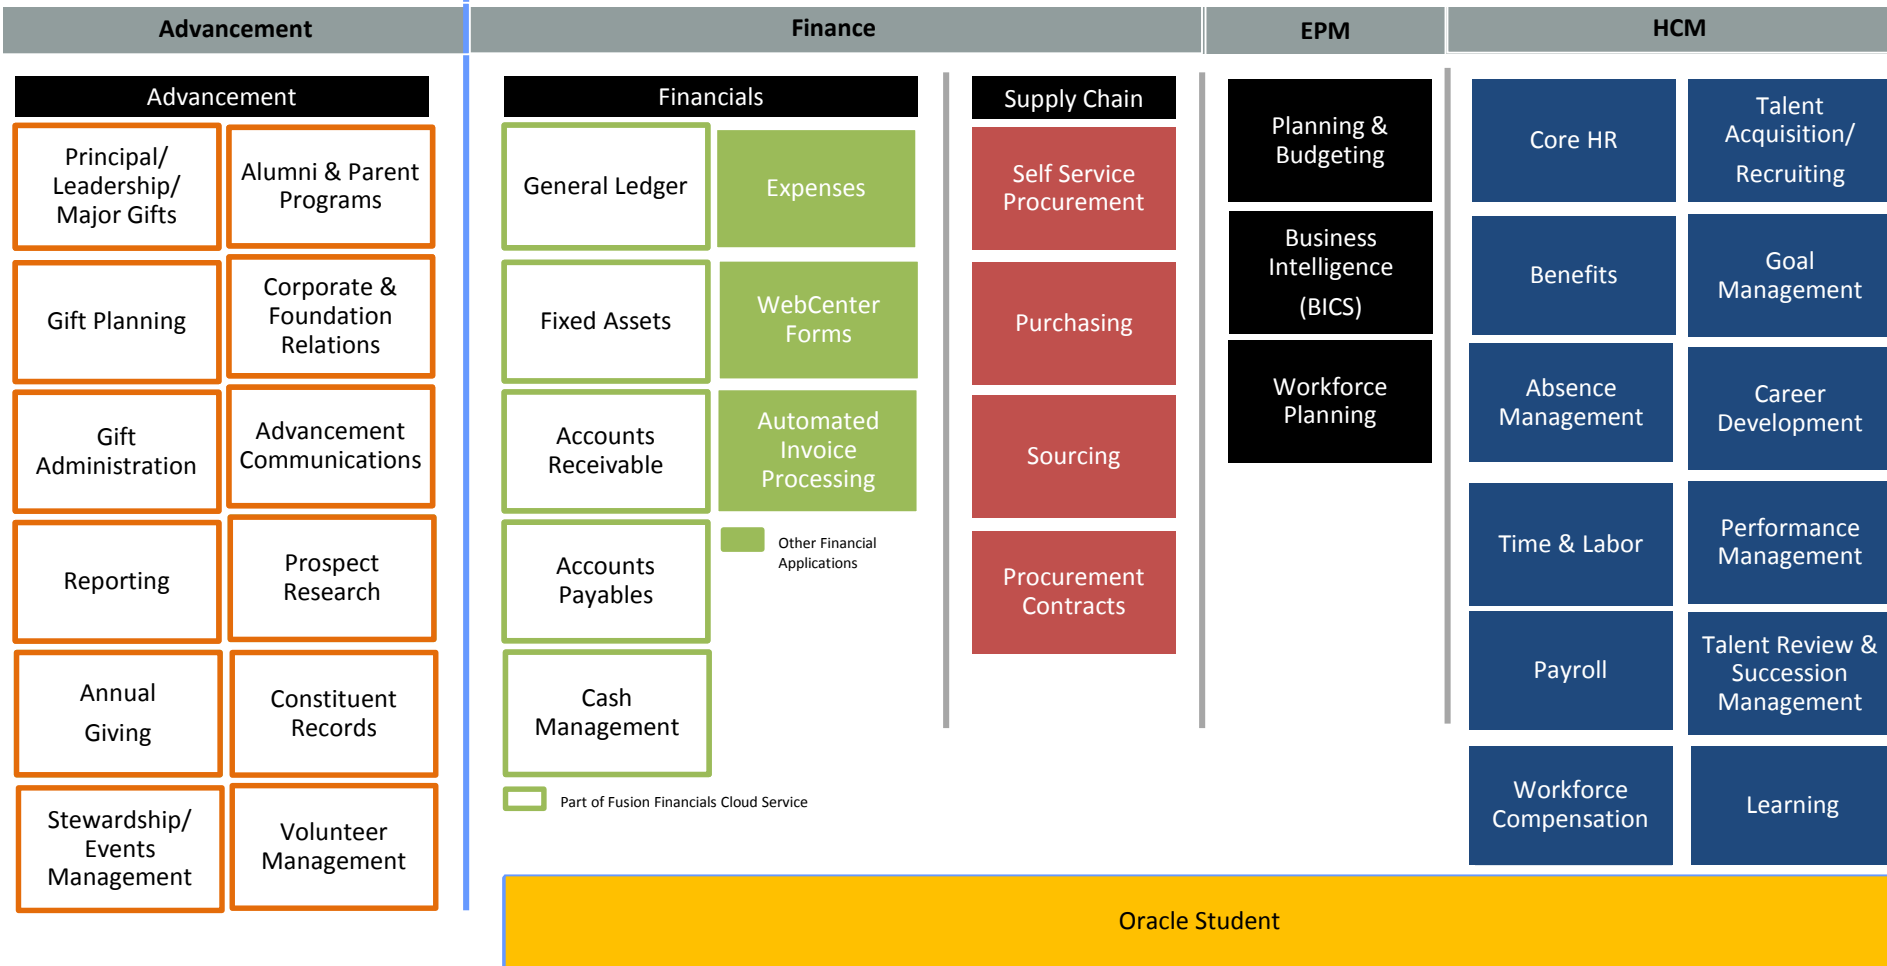 Advancement
Finance
EPM
HCM
Advancement
Principal/
Leadership/
Major Gifts
Alumni & Parent
Programs
Gift Planning
Corporate &
Foundation
Relations
Gift
Administration
Advancement
Communications
Reporting
Prospect
Research
Annual
Giving
Constituent
Records
Stewardship/
Events
Management
Volunteer
Management
Financials
General Ledger
Expenses
Fixed Assets
WebCenter
Forms
Accounts
Receivable
Automated
Invoice
Processing
Other Financial
Applications
Accounts
Payables
Cash
Management
Part of Fusion Financials Cloud Service
Supply Chain
Self Service
Procurement
Purchasing
Sourcing
Procurement
Contracts
Planning &
Budgeting
Business
Intelligence
(BICS)
Workforce
Planning
Core HR
Talent
Acquisition/
Recruiting
Benefits
Goal
Management
Absence
Management
Career
Development
Time & Labor
Performance
Management
Payroll
Talent Review &
Succession
Management
Workforce
Compensation
Learning
Oracle Student